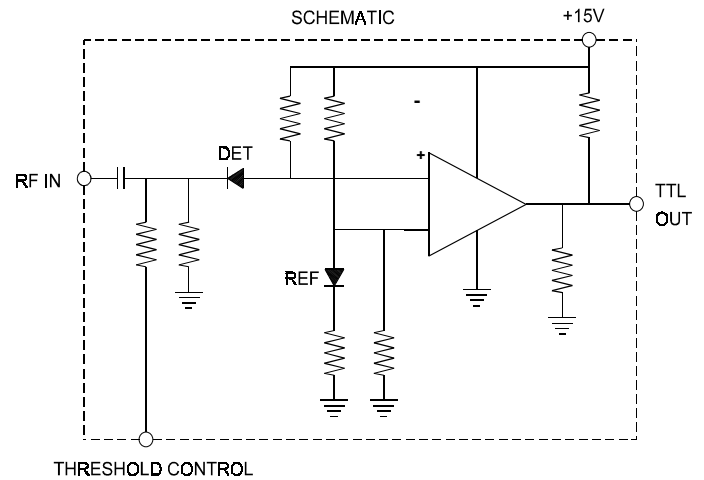 SCHEMATIC
+15V
-
+
DET
RF IN
TTL
OUT
REF
THRESHOLD CONTROL